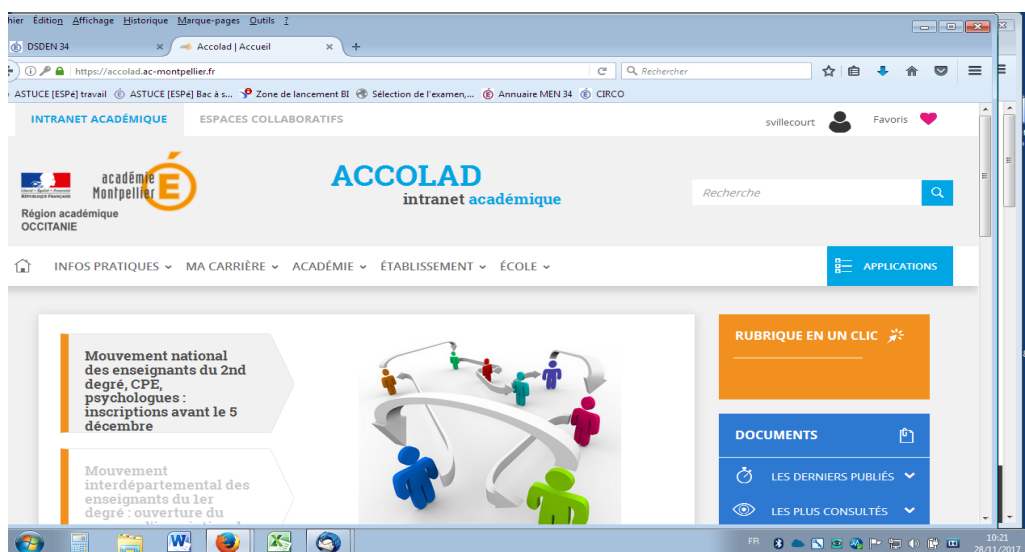 hier Edition Affichage Historique Marque-pages Outils ?
DSDEN 34 × Accolad | Accueil × +
https://accolad.ac-montpellier.fr Rechercher
ASTUCE [ESPé] travail ASTUCE [ESPé] Bac à s... Zone de lancement BI Sélection de l'examen,... Annuaire MEN 34 CIRCO
INTRANET ACADÉMIQUE ESPACES COLLABORATIFS svillecourt Favoris
académie
Montpellier É
Région académique
OCCITANIE
ACCOLAD
intranet académique
Recherche
INFOS PRATIQUES MA CARRIÈRE ACADÉMIE ÉTABLISSEMENT ÉCOLE APPLICATIONS
Mouvement national
des enseignants du 2nd
degré, CPE,
psychologues :
inscriptions avant le 5
décembre
Mouvement
interdépartemental des
enseignants du 1er
degré : ouverture du
RUBRIQUE EN UN CLIC
DOCUMENTS
LES DERNIERS PUBLIÉS
LES PLUS CONSULTÉS
FR 10:21
28/11/2017